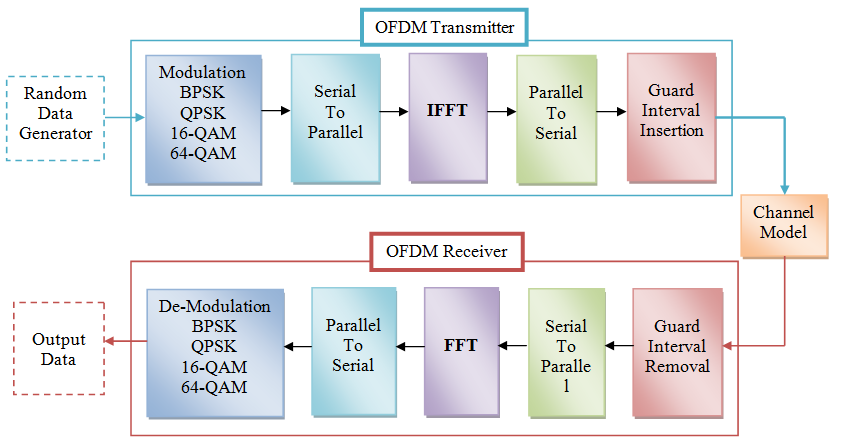 OFDM Transmitter
Random
Data
Generator
Modulation
BPSK
QPSK
16-QAM
64-QAM
Serial
To
Parallel
IFFT
Parallel
To
Serial
Guard
Interval
Insertion
Channel
Model
OFDM Receiver
Output
Data
De-Modulation
BPSK
QPSK
16-QAM
64-QAM
Parallel
To
Serial
FFT
Serial
To
Paralle
l
Guard
Interval
Removal